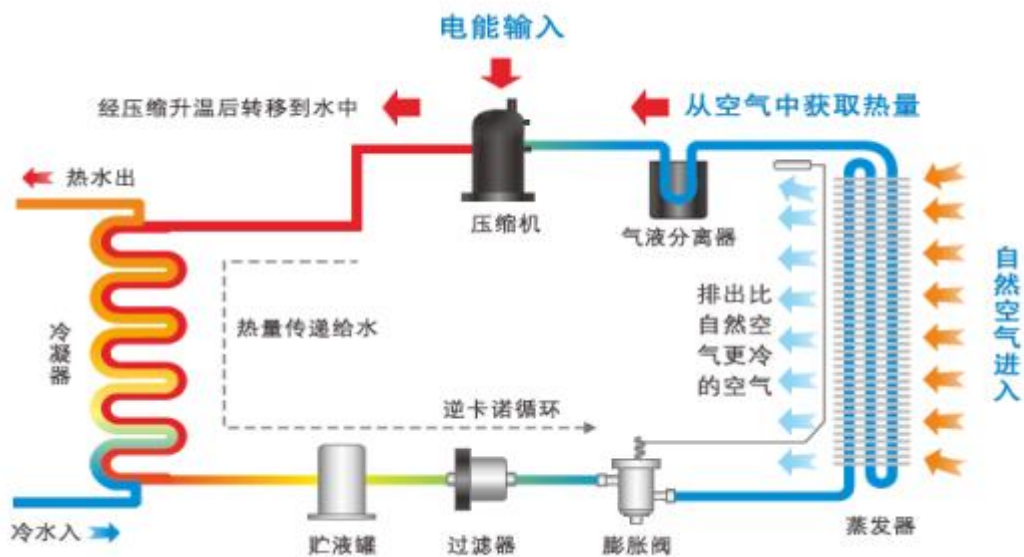 电能输入
经压缩升温后转移到水中
从空气中获取热量
热水出
压缩机
气液分离器
自然空气进入
排出比
自然空
气更冷
的空气
热量传递给水
冷凝器
逆卡诺循环
冷水入
贮液罐
过滤器
膨胀阀
蒸发器